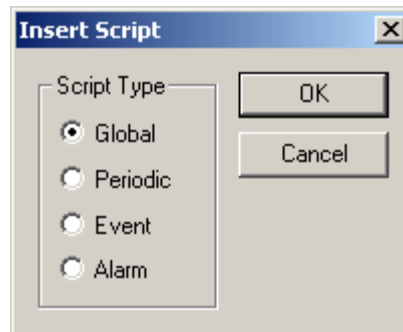 Insert Script
Script Type
Global
Periodic
Event
Alarm
OK
Cancel